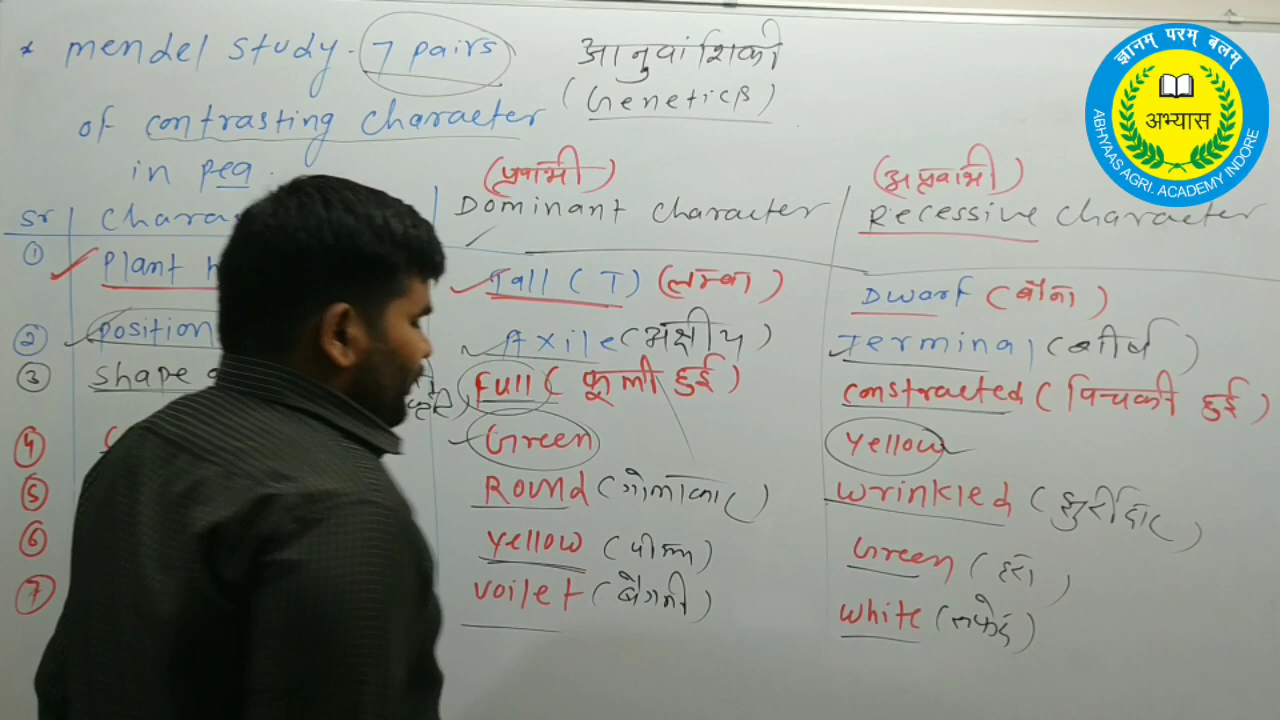 * mendel study. 7 pairs
of contrasting character
in pea.
आनुवांशिकी
(Genetics)
(प्रभावी)
(अप्रभावी)
Sr Chara Dominant character Recessive character
① Plant h Tall (T) (लम्बा) Dwarf (बौना)
② Position Axile (अक्षीय) Terminal (शीर्ष)
③ Shape o Full (फूली हुई) constracted (पिचकी हुई)
④ C Green Yellow
⑤ Round (गोलाकार) Wrinkled (झुर्रीदार)
⑥ Yellow (पीला) Green (हरा)
⑦ Voilet (बैगनी) White (सफेद)
ज्ञानम् परम् बलम्
अभ्यास
ABHYAAS AGRI. ACADEMY INDORE